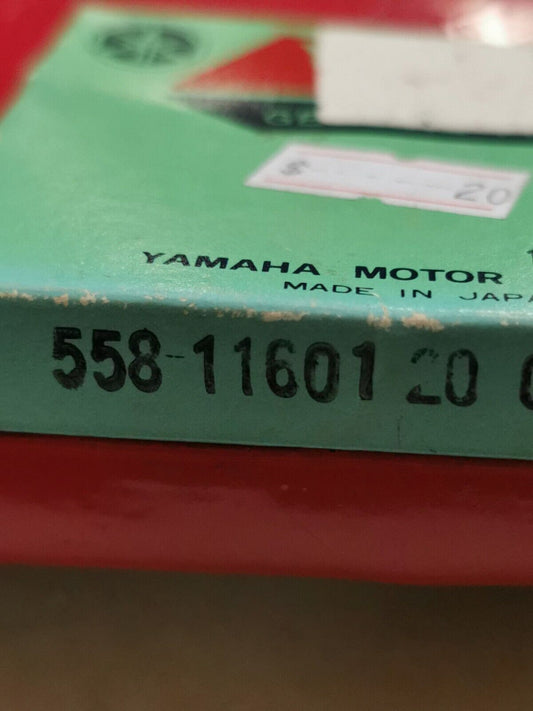 $ 20
YAMAHA MOTOR
MADE IN JAPA
558-11601 20